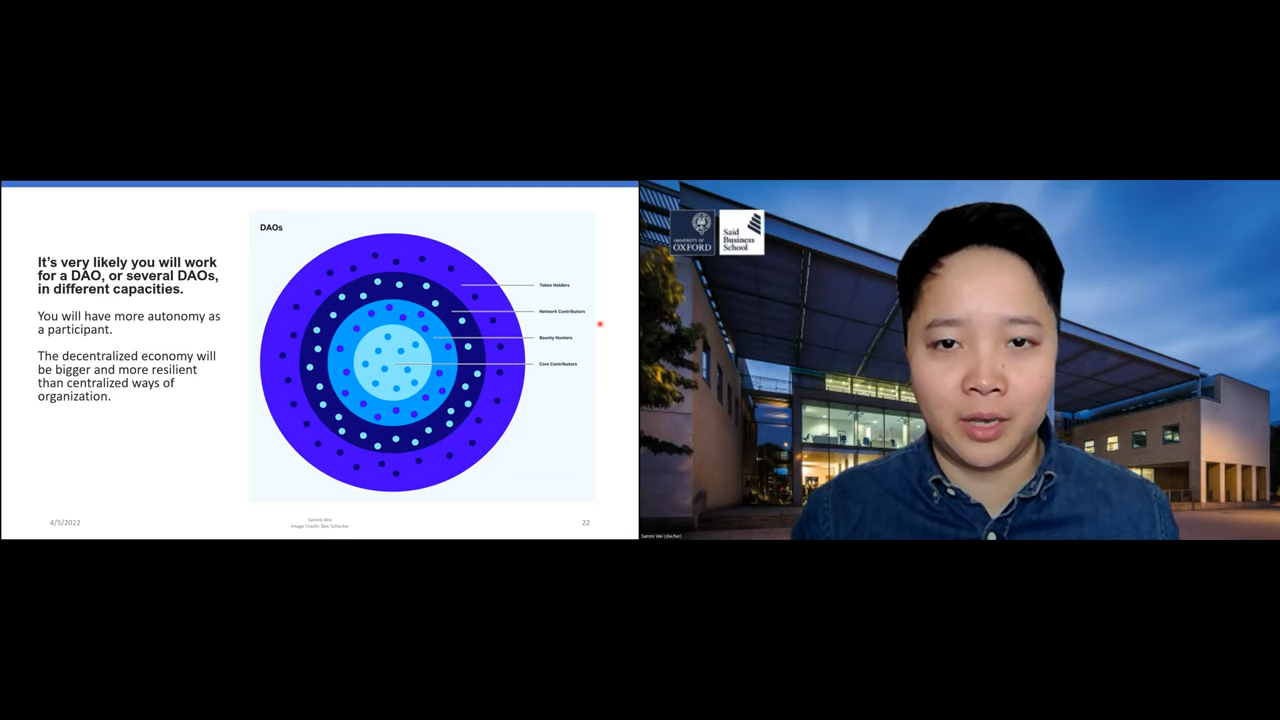 DAOs
It's very likely you will work
for a DAO, or several DAOs,
in different capacities.
You will have more autonomy as
a participant.
The decentralized economy will
be bigger and more resilient
than centralized ways of
organization.
Token Holders
Network Contributors
Bounty Hunters
Core Contributors
4/5/2022
Sammi Wei
Image Credit: Ben Schecter
22
UNIVERSITY OF
OXFORD
Saïd
Business
School
Sammi Wei (she/her)